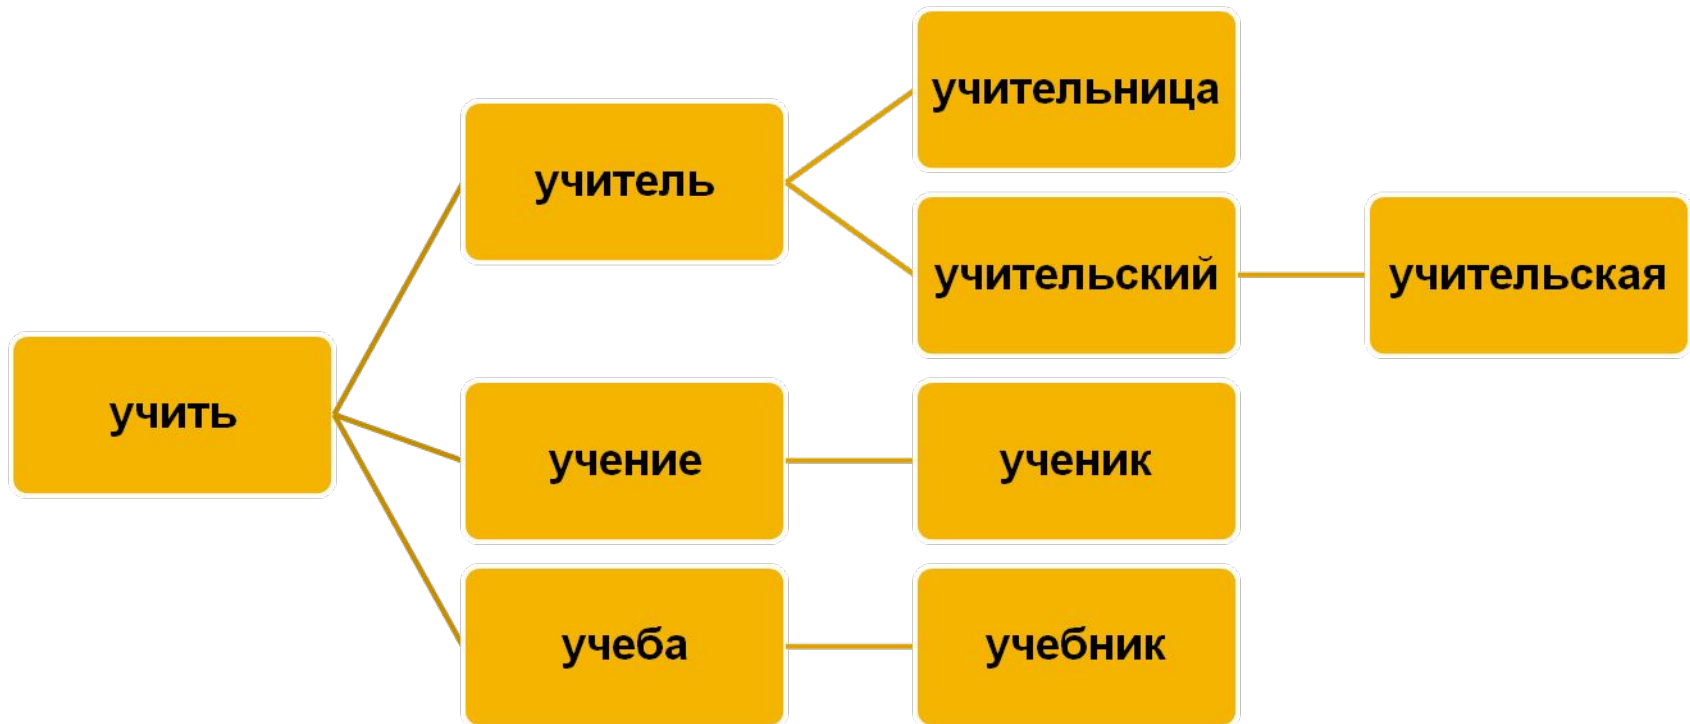 учительница
учитель
учительский
учительская
учить
учение
ученик
учеба
учебник